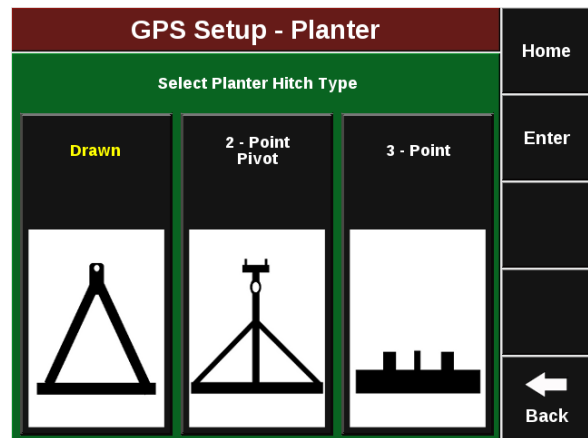 GPS Setup - Planter
Select Planter Hitch Type
Drawn
2 - Point
Pivot
3 - Point
Home
Enter
Back